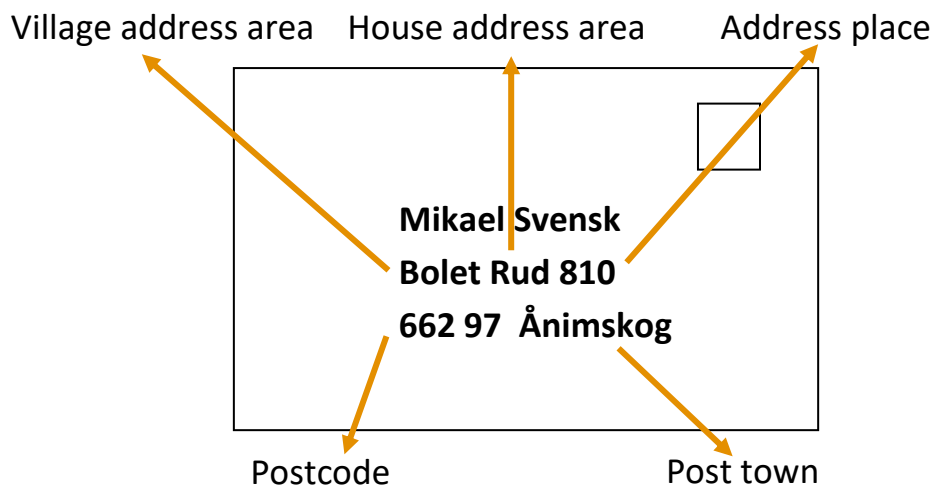 Village address area House address area Address place
Mikael Svensk
Bolet Rud 810
662 97 Ånimskog
Postcode Post town